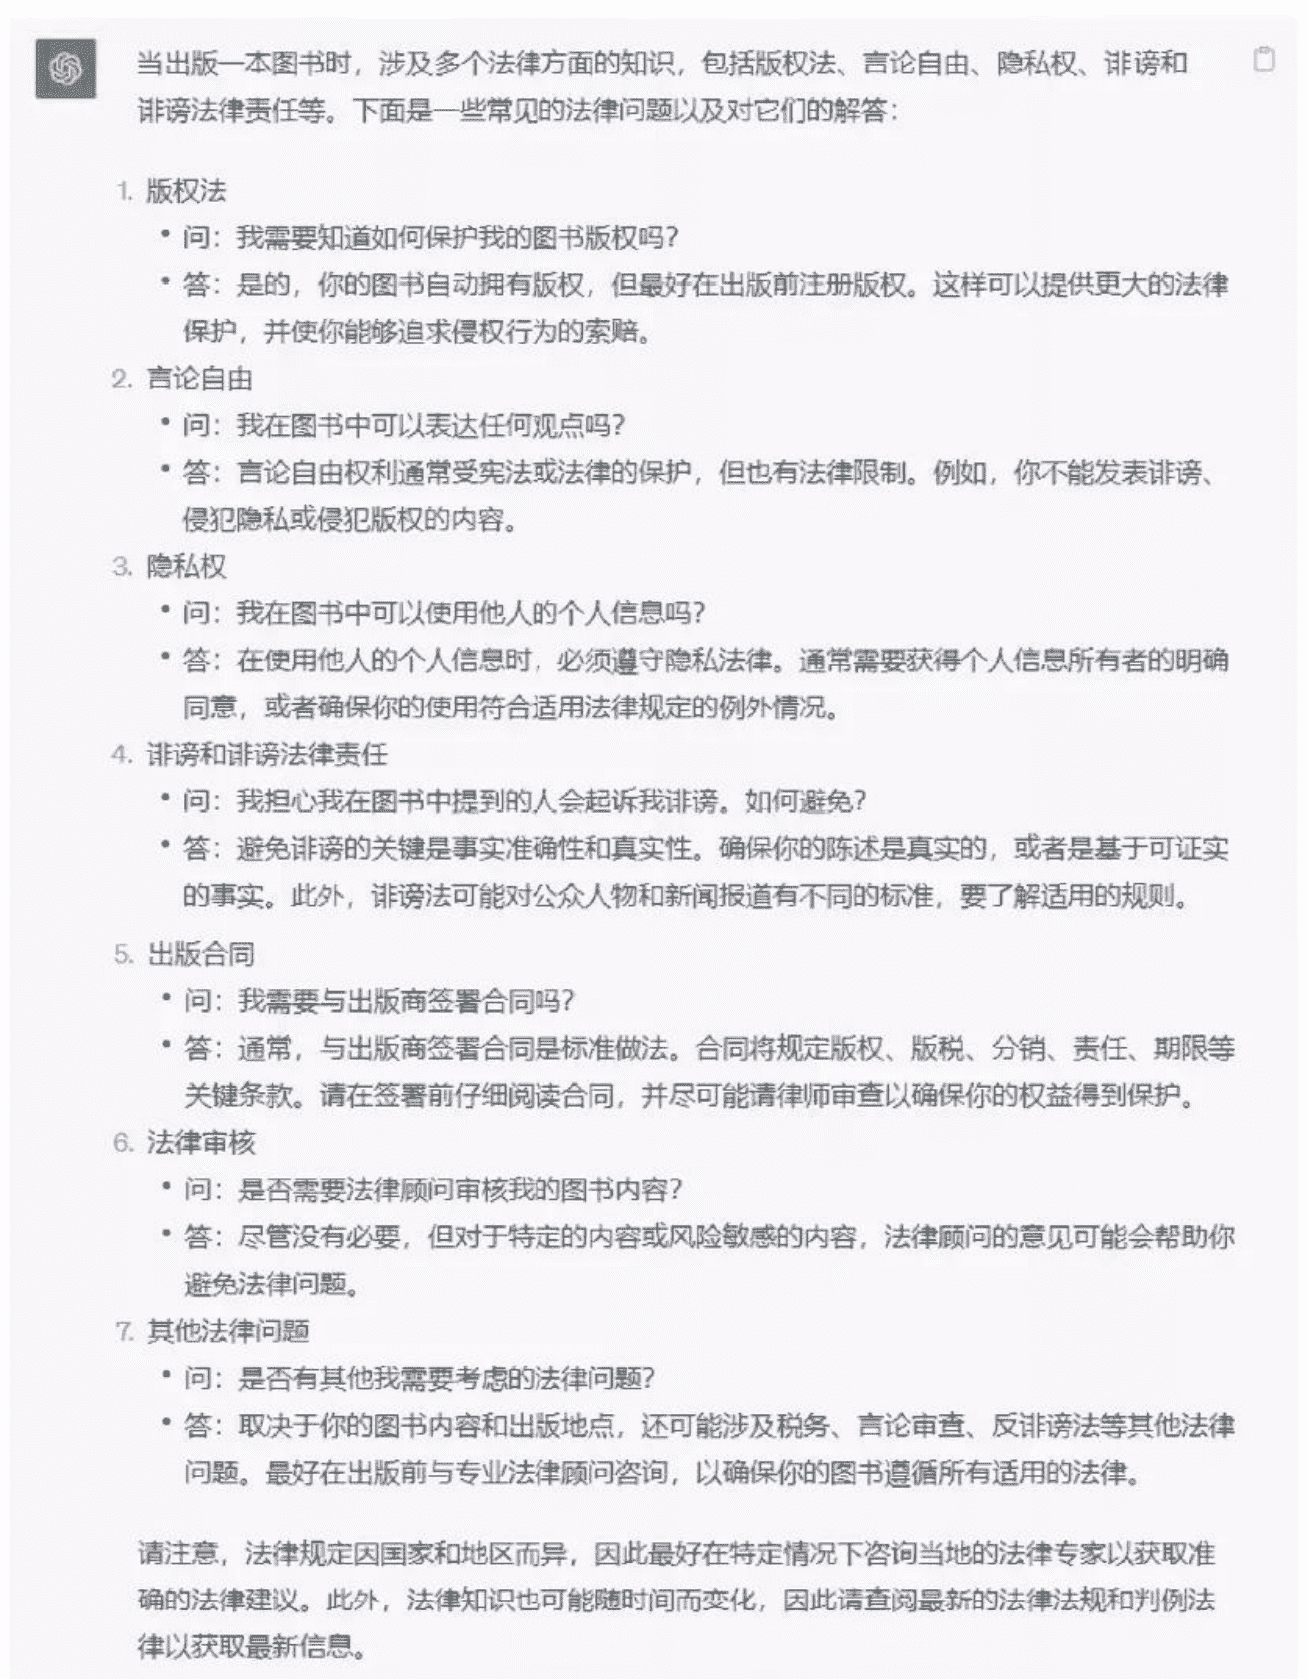 当出版一本图书时，涉及多个法律方面的知识，包括版权法、言论自由、隐私权、诽谤和
诽谤法律责任等。下面是一些常见的法律问题以及对它们的解答：
1. 版权法
• 问：我需要知道如何保护我的图书版权吗？
• 答：是的，你的图书自动拥有版权，但最好在出版前注册版权。这样可以提供更大的法律
保护，并使你能够追求侵权行为的索赔。
2. 言论自由
• 问：我在图书中可以表达任何观点吗？
• 答：言论自由权利通常受宪法或法律的保护，但也有法律限制。例如，你不能发表诽谤、
侵犯隐私或侵犯版权的内容。
3. 隐私权
• 问：我在图书中可以使用他人的个人信息吗？
• 答：在使用他人的个人信息时，必须遵守隐私法律。通常需要获得个人信息所有者的明确
同意，或者确保你的使用符合适用法律规定的例外情况。
4. 诽谤和诽谤法律责任
• 问：我担心我在图书中提到的人会起诉我诽谤。如何避免？
• 答：避免诽谤的关键是事实准确性和真实性。确保你的陈述是真实的，或者是基于可证实
的事实。此外，诽谤法可能对公众人物和新闻报道有不同的标准，要了解适用的规则。
5. 出版合同
• 问：我需要与出版商签署合同吗？
• 答：通常，与出版商签署合同是标准做法。合同将规定版权、版税、分销、责任、期限等
关键条款。请在签署前仔细阅读合同，并尽可能请律师审查以确保你的权益得到保护。
6. 法律审核
• 问：是否需要法律顾问审核我的图书内容？
• 答：尽管没有必要，但对于特定的内容或风险敏感的内容，法律顾问的意见可能会帮助你
避免法律问题。
7. 其他法律问题
• 问：是否有其他我需要考虑的法律问题？
• 答：取决于你的图书内容和出版地点，还可能涉及税务、言论审查、反诽谤法等其他法律
问题。最好在出版前与专业法律顾问咨询，以确保你的图书遵循所有适用的法律。
请注意，法律规定因国家和地区而异，因此最好在特定情况下咨询当地的法律专家以获取准
确的法律建议。此外，法律知识也可能随时间而变化，因此请查阅最新的法律法规和判例法
律以获取最新信息。